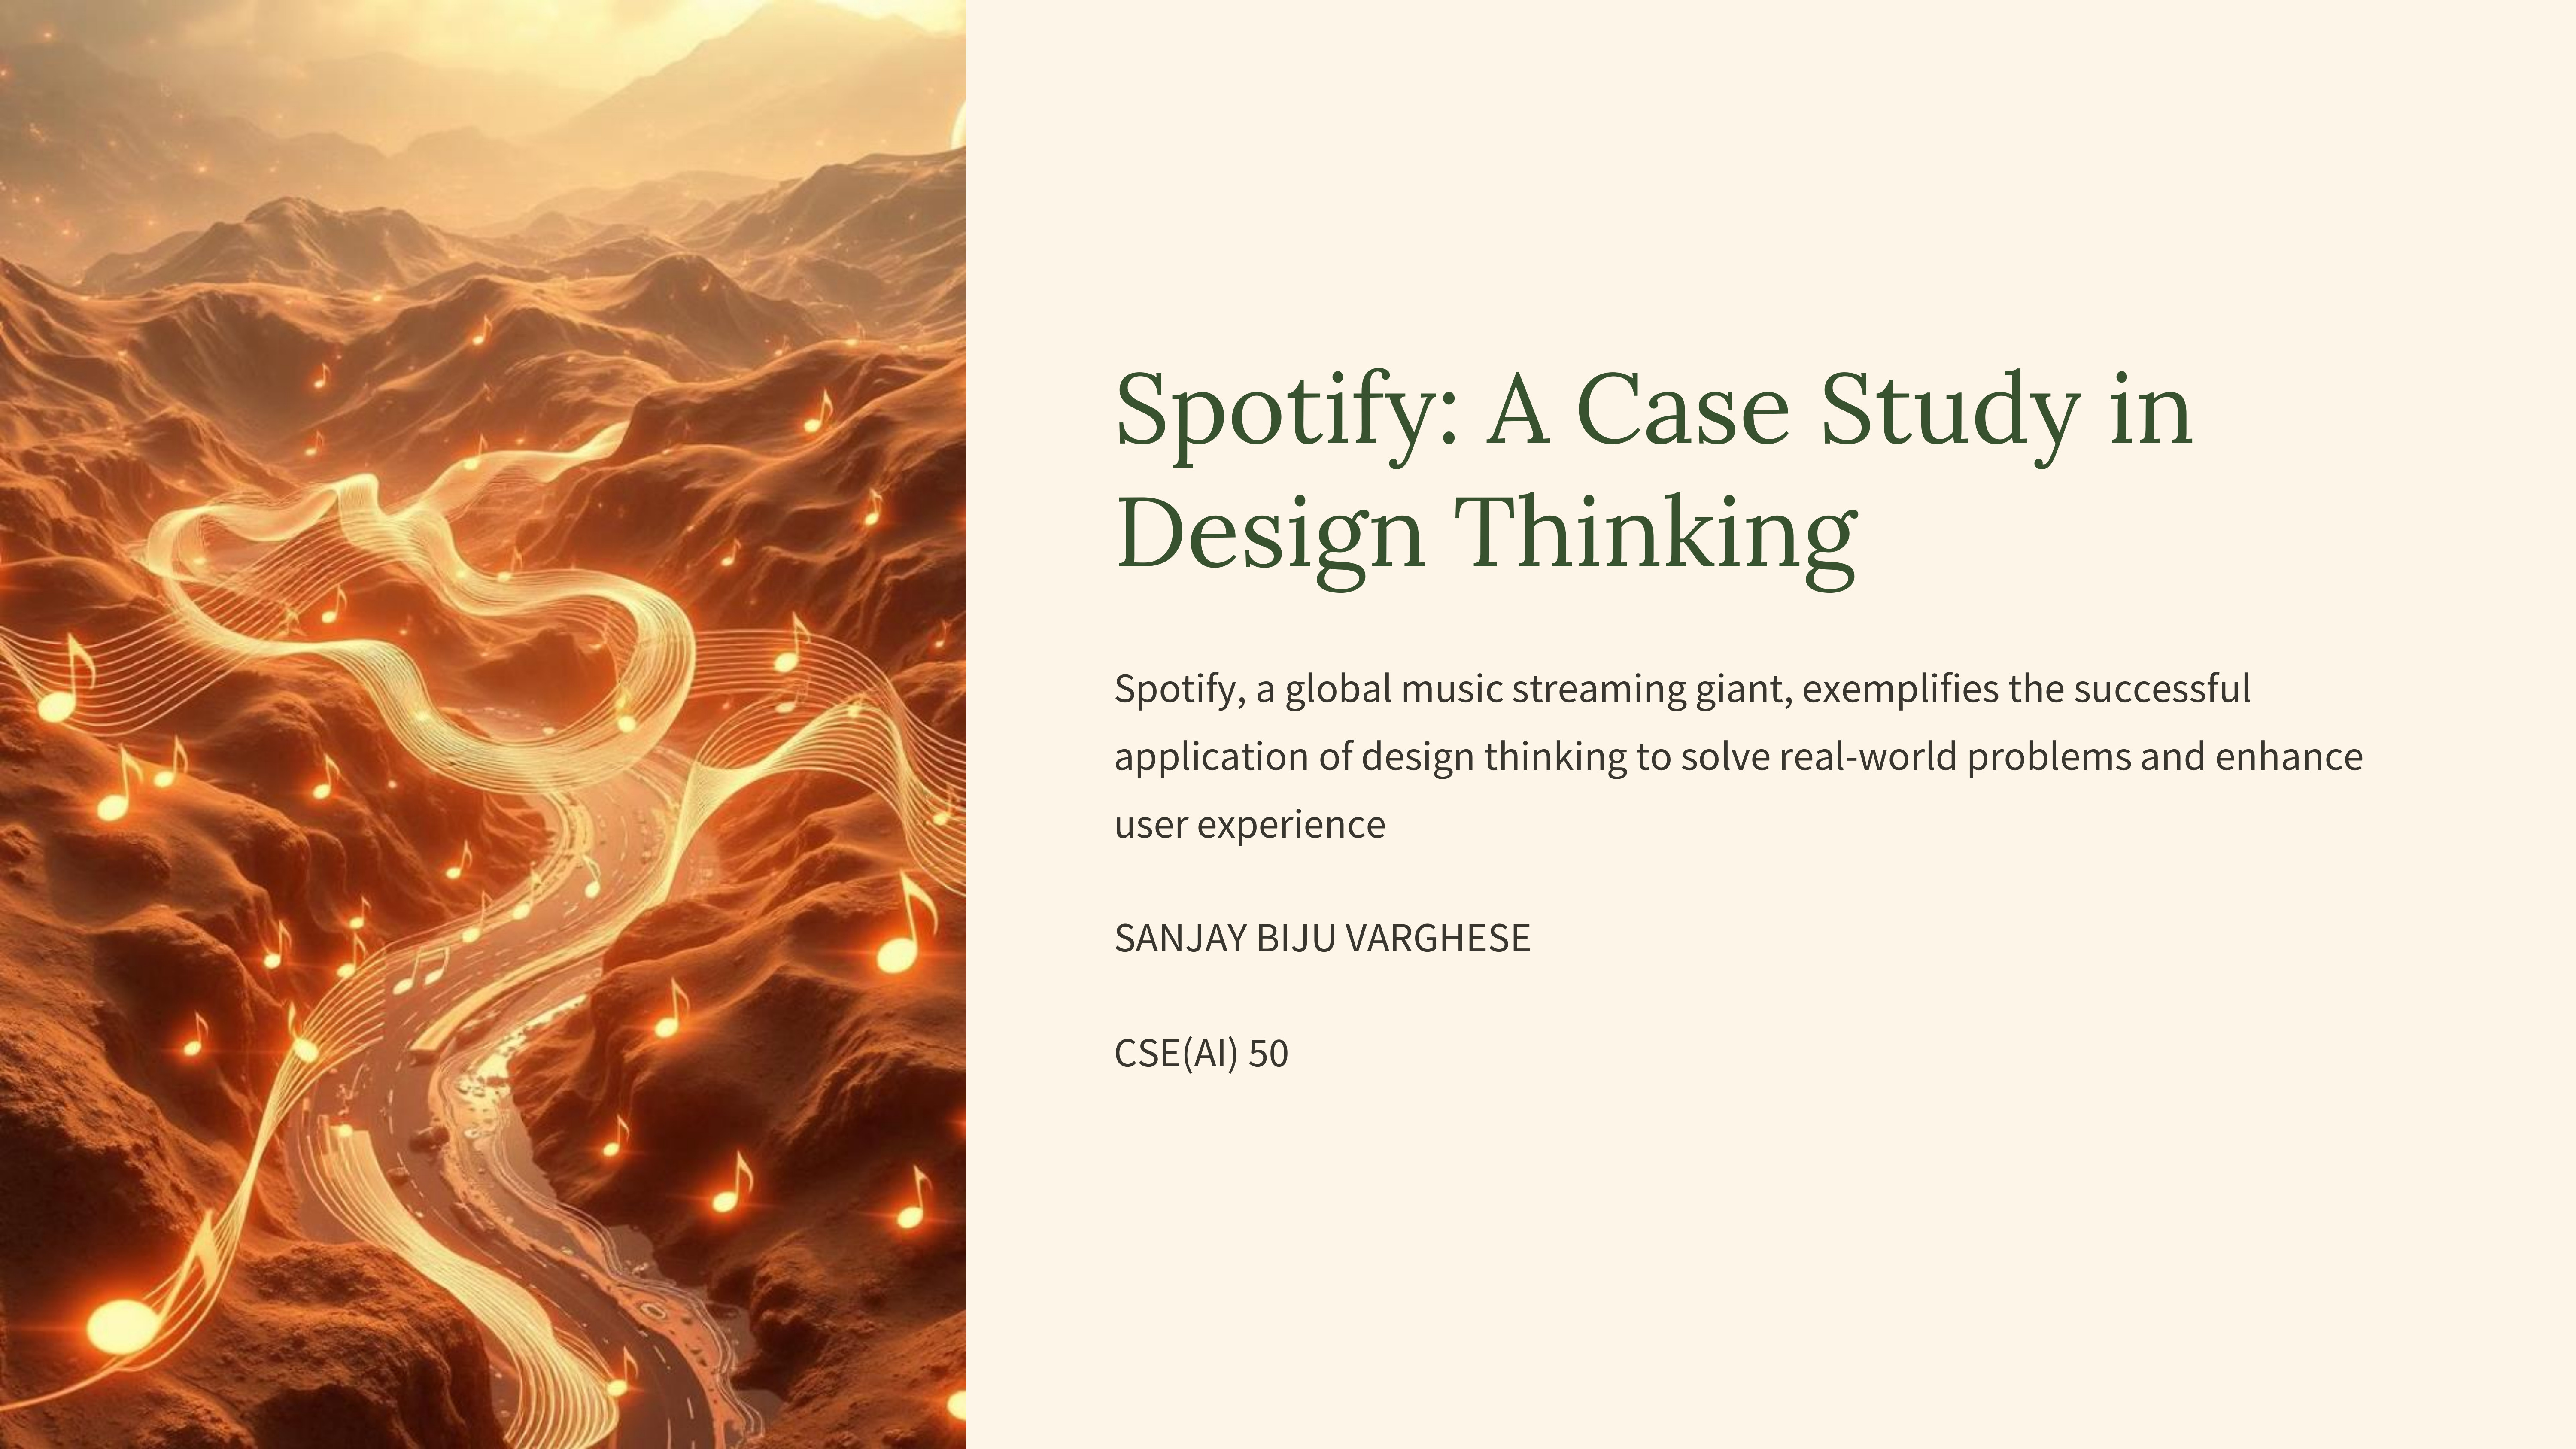 Spotify: A Case Study in
Design Thinking
Spotify, a global music streaming giant, exemplifies the successful
application of design thinking to solve real-world problems and enhance
user experience
SANJAY BIJU VARGHESE
CSE(AI) 50